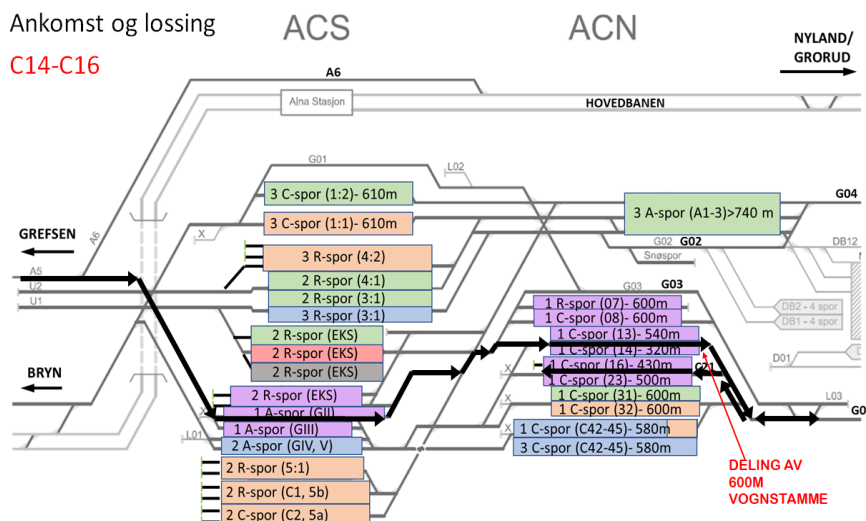 Ankomst og lossing
C14-C16
ACS
ACN
NYLAND/
GRORUD
A6
Alna Stasjon
HOVEDBANEN
G01
L02
3 C-spor (1:2)- 610m
3 C-spor (1:1)- 610m
X
A6
GREFSEN
A5
U2
U1
3 R-spor (4:2)
2 R-spor (4:1)
2 R-spor (3:1)
3 R-spor (3:1)
2 R-spor (EKS)
2 R-spor (EKS)
2 R-spor (EKS)
BRYN
2 R-spor (EKS)
X
1 A-spor (GII)
1 A-spor (GIII)
L01
2 A-spor (GIV, V)
2 R-spor (5:1)
2 R-spor (C1, 5b)
2 C-spor (C2, 5a)
3 A-spor (A1-3)>740 m
G04
G02
G02
Snøspor
DB12
DB2 - 4 spor
DB1 - 4 spor
D01
G03
G03
1 R-spor (07)- 600m
1 C-spor (08)- 600m
1 C-spor (13)- 540m
1 C-spor (14)- 320m
X
1 C-spor (16)- 430m
C21
1 C-spor (23)- 500m
1 C-spor (31)- 600m
1 C-spor (32)- 600m
X
1 C-spor (C42-45)- 580m
3 C-spor (C42-45)- 580m
L03
G0
DELING AV
600M
VOGNSTAMME